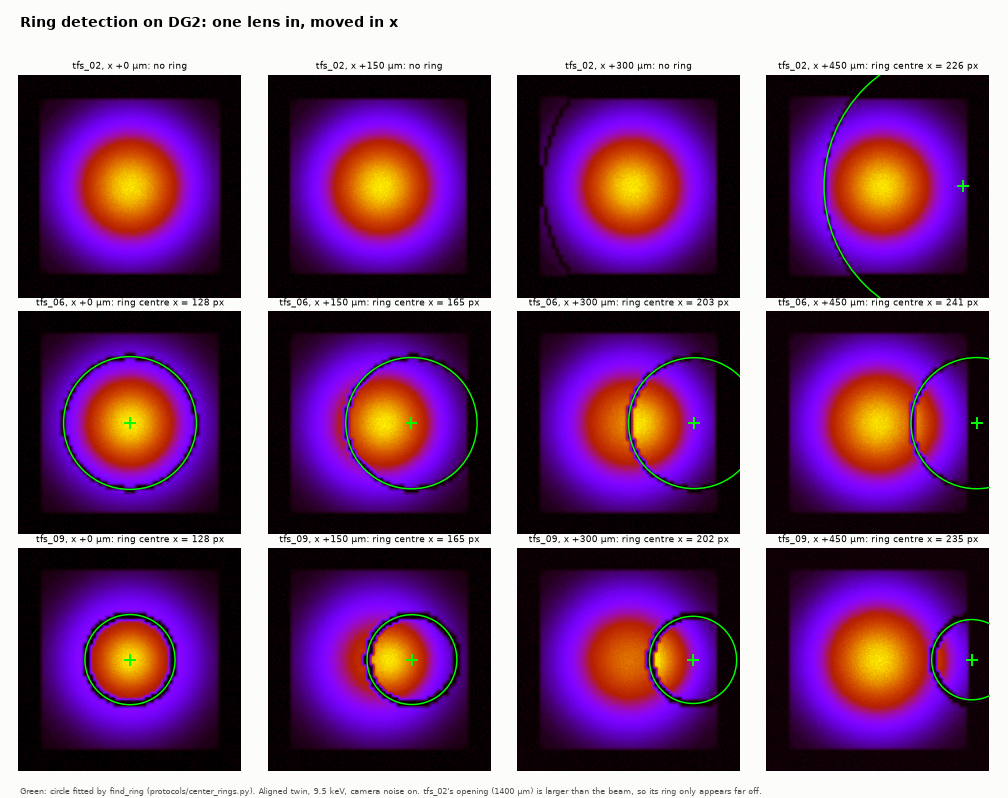 Ring detection on DG2: one lens in, moved in x
tfs_02, x +0 µm: no ring
tfs_02, x +150 µm: no ring
tfs_02, x +300 µm: no ring
tfs_02, x +450 µm: ring centre x = 226 px
tfs_06, x +0 µm: ring centre x = 128 px
tfs_06, x +150 µm: ring centre x = 165 px
tfs_06, x +300 µm: ring centre x = 203 px
tfs_06, x +450 µm: ring centre x = 241 px
tfs_09, x +0 µm: ring centre x = 128 px
tfs_09, x +150 µm: ring centre x = 165 px
tfs_09, x +300 µm: ring centre x = 202 px
tfs_09, x +450 µm: ring centre x = 235 px
Green: circle fitted by find_ring (protocols/center_rings.py). Aligned twin, 9.5 keV, camera noise on. tfs_02's opening (1400 µm) is larger than the beam, so its ring only appears far off.